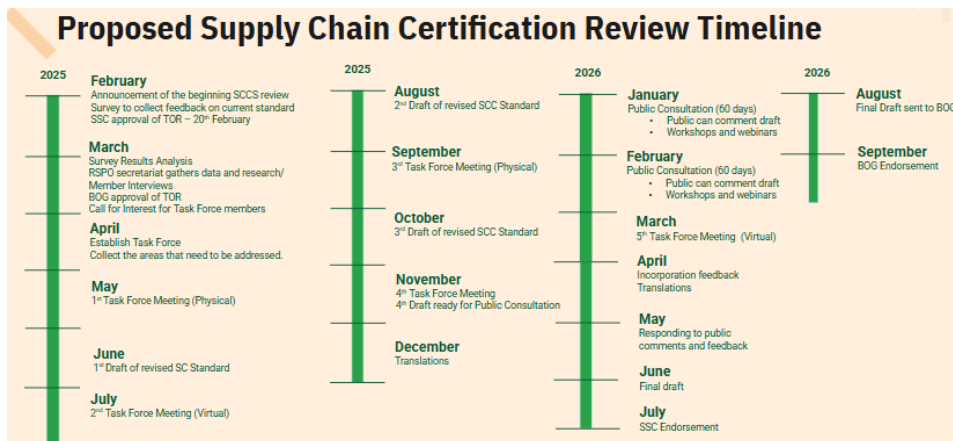 Proposed Supply Chain Certification Review Timeline
2025
February
Announcement of the beginning SCCS review
Survey to collect feedback on current standard
SSC approval of TOR – 20th February
March
Survey Results Analysis
RSPO secretariat gathers data and research/
Member Interviews
BOG approval of TOR
Call for Interest for Task Force members
April
Establish Task Force
Collect the areas that need to be addressed.
May
1st Task Force Meeting (Physical)
June
1st Draft of revised SC Standard
July
2nd Task Force Meeting (Virtual)
2025
August
2nd Draft of revised SCC Standard
September
3rd Task Force Meeting (Physical)
October
3rd Draft of revised SCC Standard
November
4th Task Force Meeting
4th Draft ready for Public Consultation
December
Translations
2026
January
Public Consultation (60 days)
• Public can comment draft
• Workshops and webinars
February
Public Consultation (60 days)
• Public can comment draft
• Workshops and webinars
March
5th Task Force Meeting (Virtual)
April
Incorporation feedback
Translations
May
Responding to public
comments and feedback
June
Final draft
July
SSC Endorsement
2026
August
Final Draft sent to BOG
September
BOG Endorsement